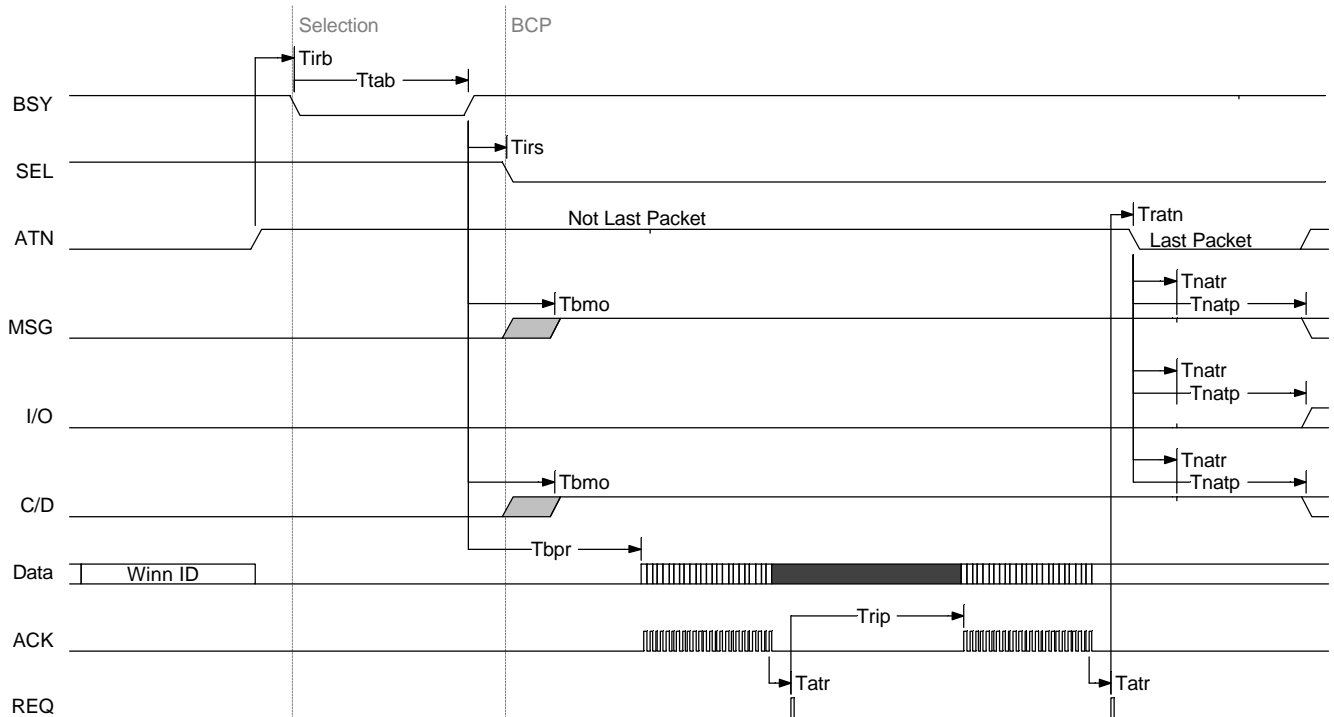 Selection BCP
Tirb
Ttab
BSY
Tirs
SEL
Not Last Packet
Tratn
ATN
Last Packet
Tnatr
Tbmo
Tnatp
MSG
Tnatr
Tnatp
I/O
Tnatr
Tbmo
Tnatp
C/D
Tbpr
Data Winn ID
Trip
ACK
Tatr Tatr
REQ